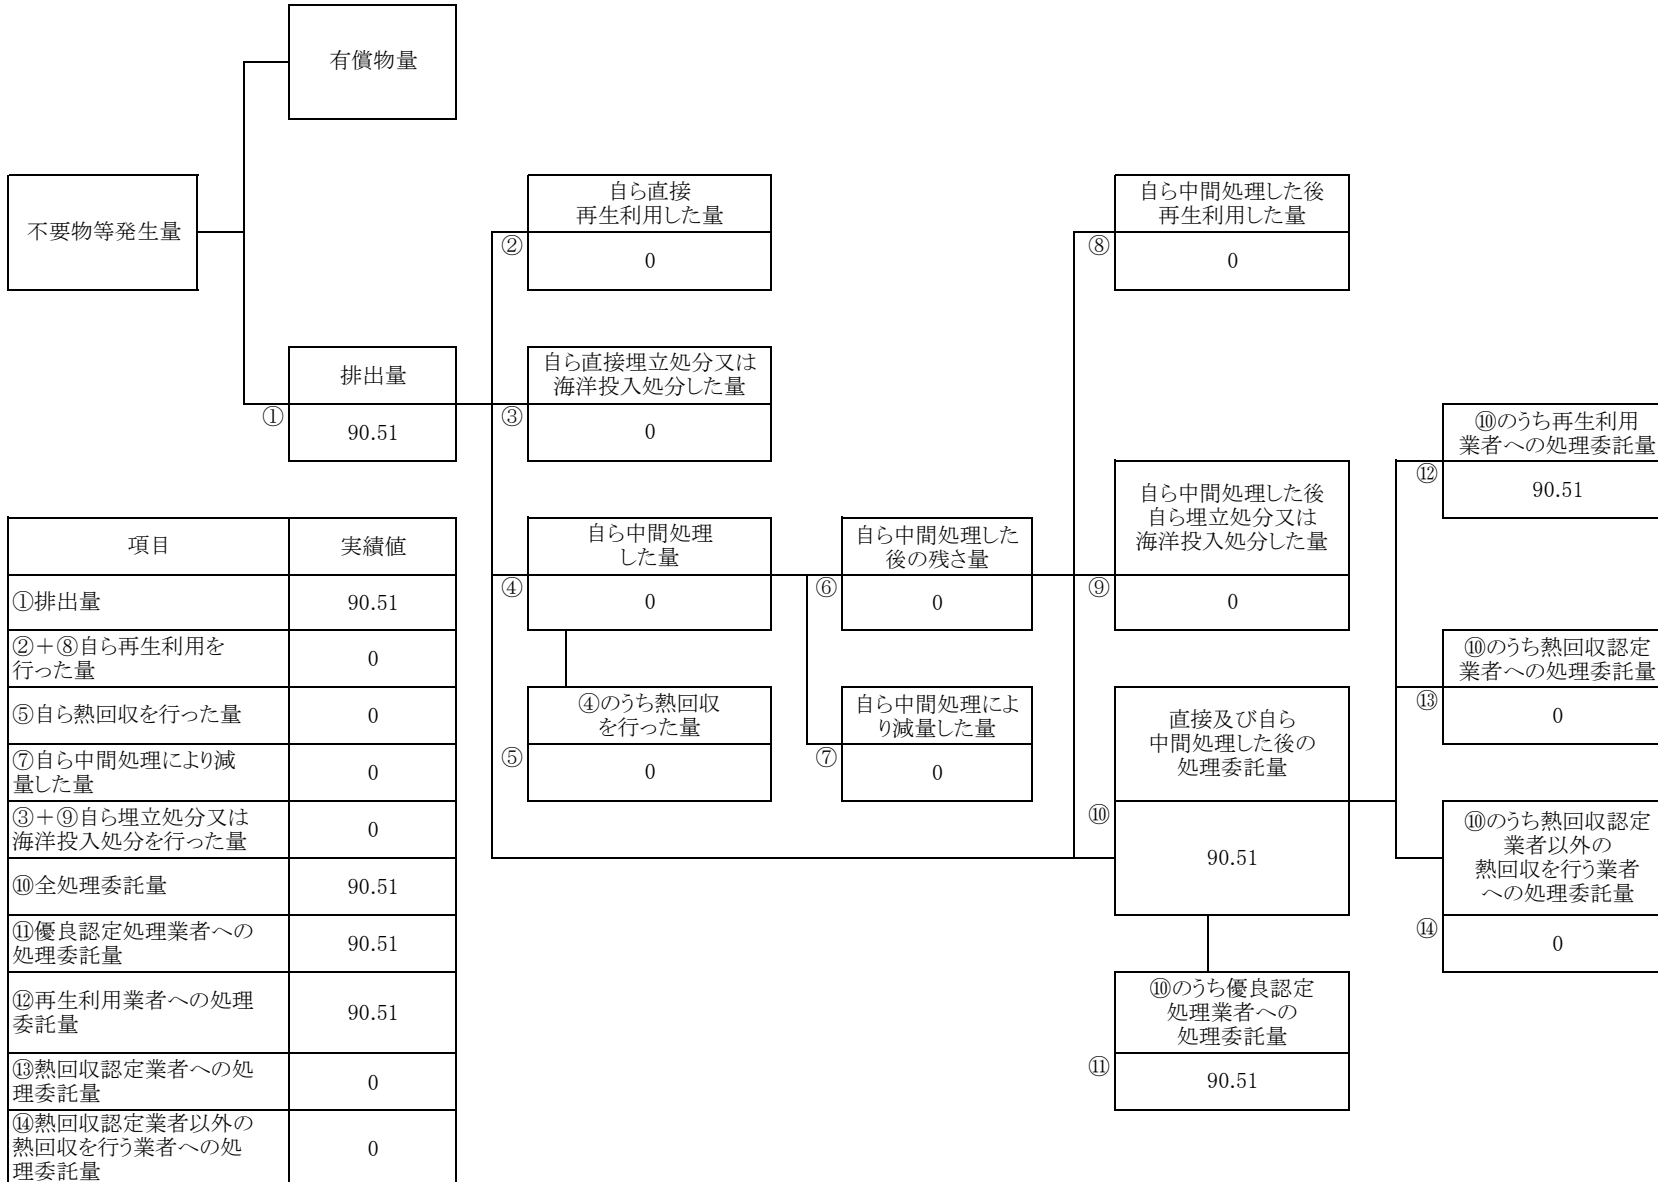 有償物量
不要物等発生量
自ら直接
再生利用した量
②
0
自ら中間処理した後
再生利用した量
⑧
0
排出量
①
90.51
自ら直接埋立処分又は
海洋投入処分した量
③
0
⑩のうち再生利用
業者への処理委託量
⑫
90.51
自ら中間処理
した量
④
0
自ら中間処理した
後の残さ量
⑥
0
自ら中間処理した後
自ら埋立処分又は
海洋投入処分した量
⑨
0
⑩のうち熱回収認定
業者への処理委託量
⑬
0
④のうち熱回収
を行った量
⑤
0
自ら中間処理によ
り減量した量
⑦
0
直接及び自ら
中間処理した後の
処理委託量
⑩
90.51
⑩のうち熱回収認定
業者以外の
熱回収を行う業者
への処理委託量
⑭
0
⑩のうち優良認定
処理業者への
処理委託量
⑪
90.51
項目 実績値
①排出量 90.51
②+⑧自ら再生利用を
行った量
0
⑤自ら熱回収を行った量 0
⑦自ら中間処理により減
量した量
0
③+⑨自ら埋立処分又は
海洋投入処分を行った量
0
⑩全処理委託量 90.51
⑪優良認定処理業者への
処理委託量
90.51
⑫再生利用業者への処理
委託量
90.51
⑬熱回収認定業者への処
理委託量
0
⑭熱回収認定業者以外の
熱回収を行う業者への処
理委託量
0